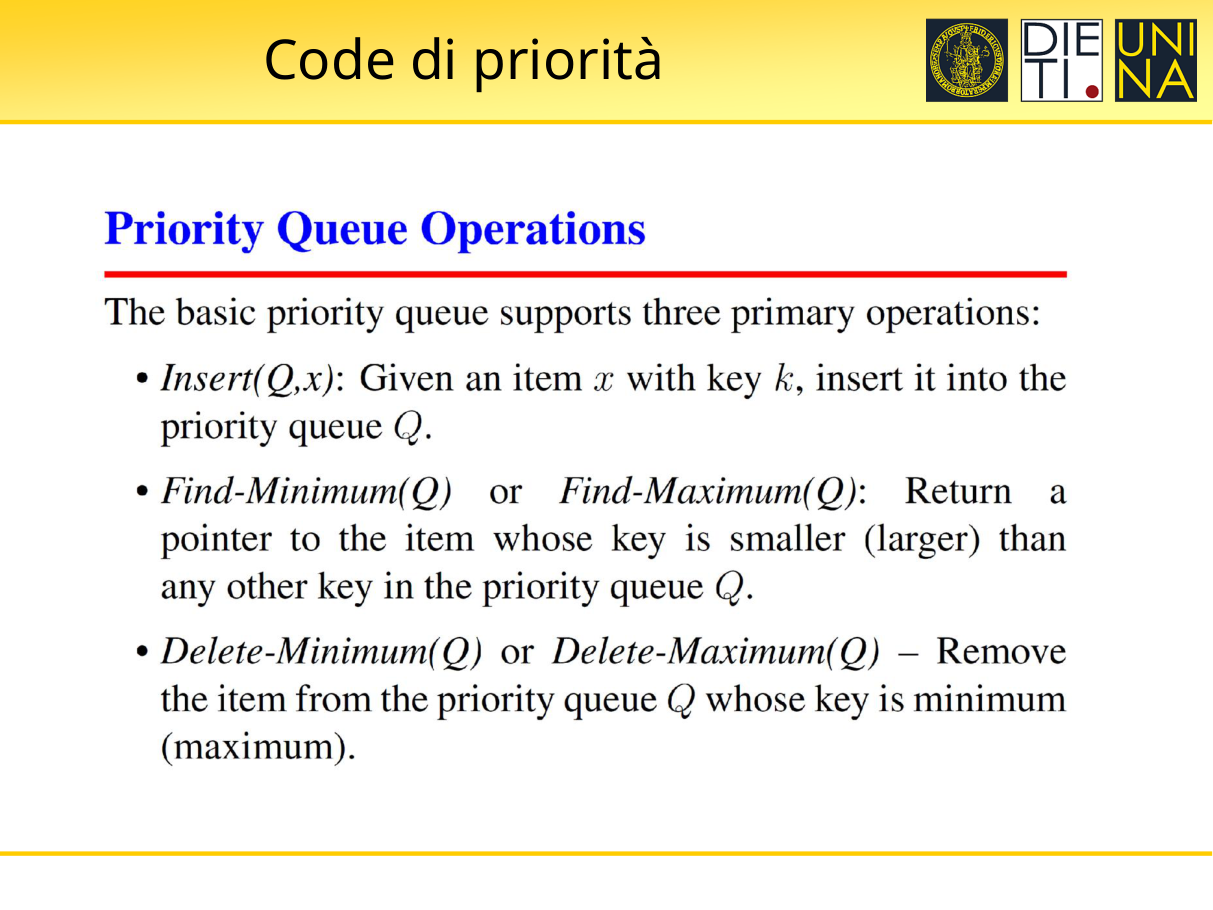 Code di priorità
DIE
TI.
UNI
NA
Priority Queue Operations
The basic priority queue supports three primary operations:
• Insert(Q,x): Given an item x with key k, insert it into the
priority queue Q.
• Find-Minimum(Q) or Find-Maximum(Q): Return a
pointer to the item whose key is smaller (larger) than
any other key in the priority queue Q.
• Delete-Minimum(Q) or Delete-Maximum(Q) – Remove
the item from the priority queue Q whose key is minimum
(maximum).